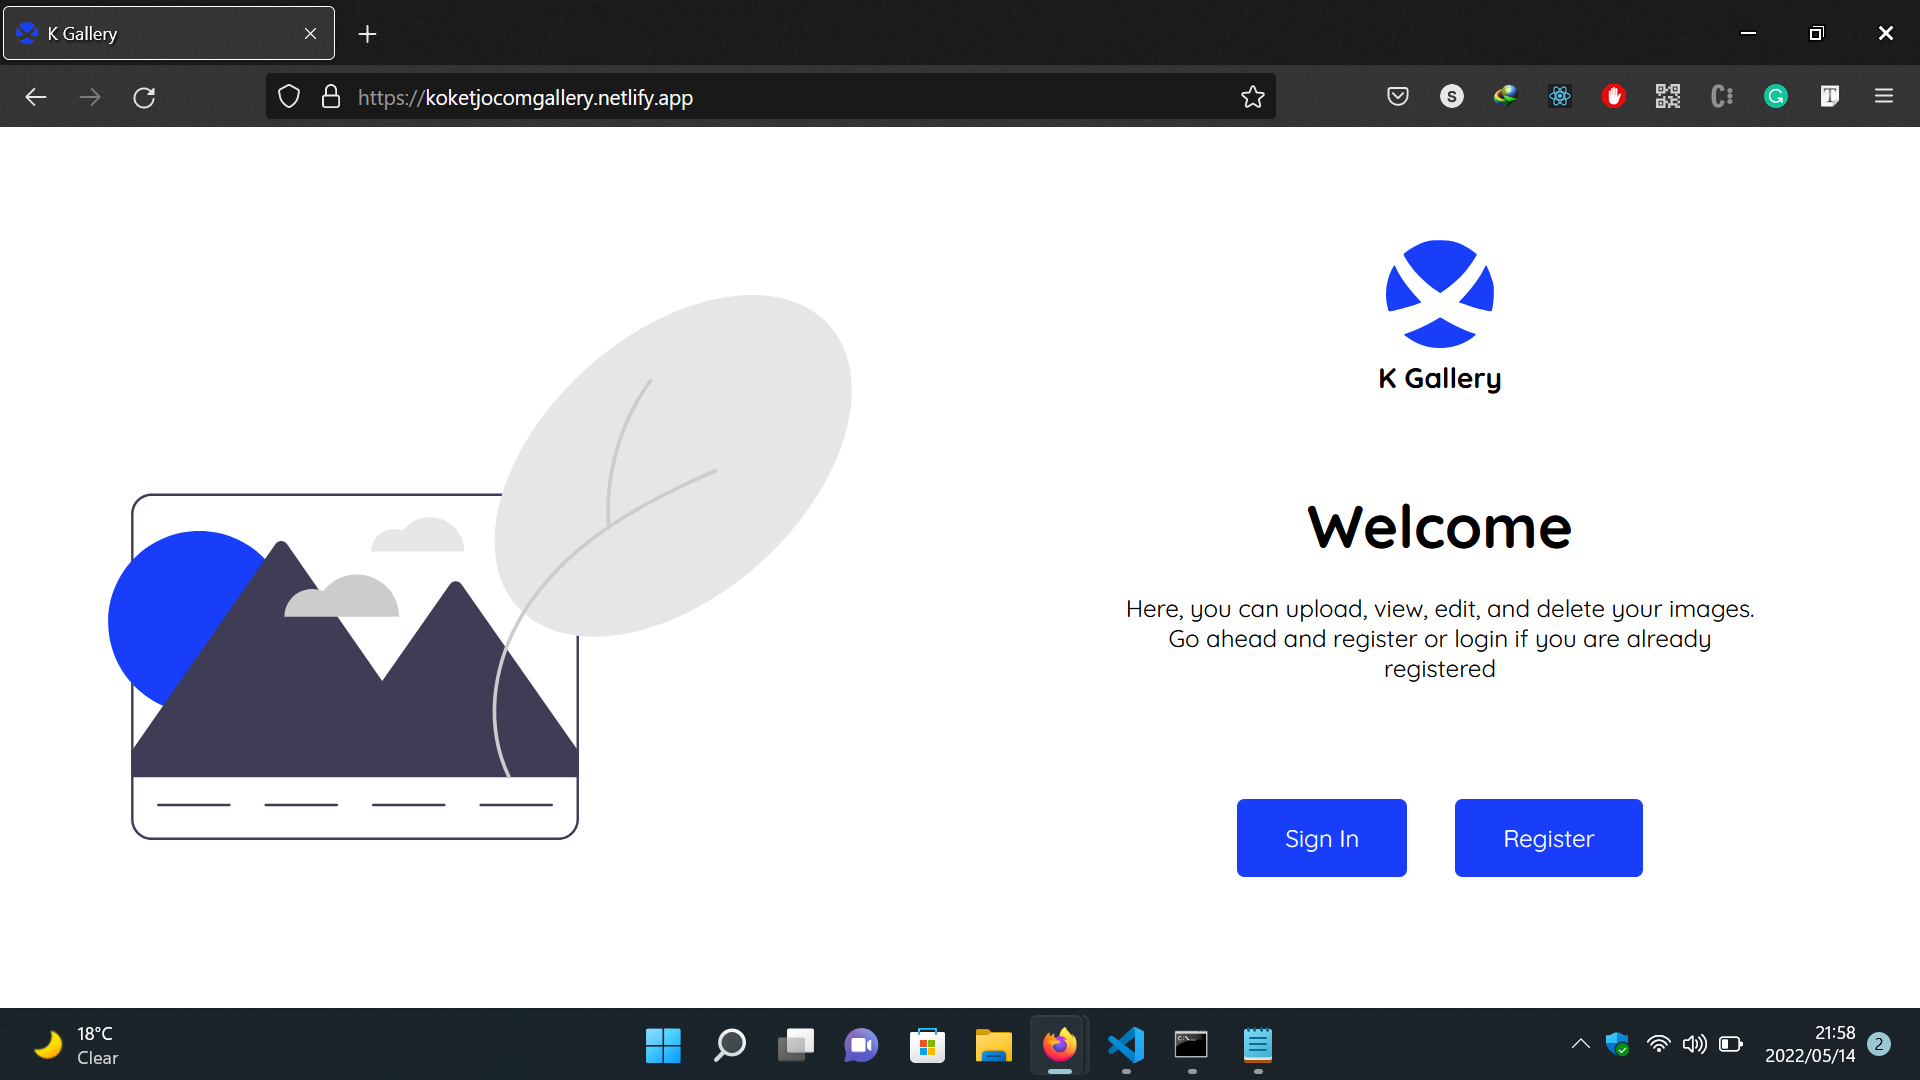 K Gallery
https://koketjocomgallery.netlify.app
K Gallery
Welcome
Here, you can upload, view, edit, and delete your images.
Go ahead and register or login if you are already
registered
Sign In
Register
18°C
Clear
21:58
2022/05/14
2